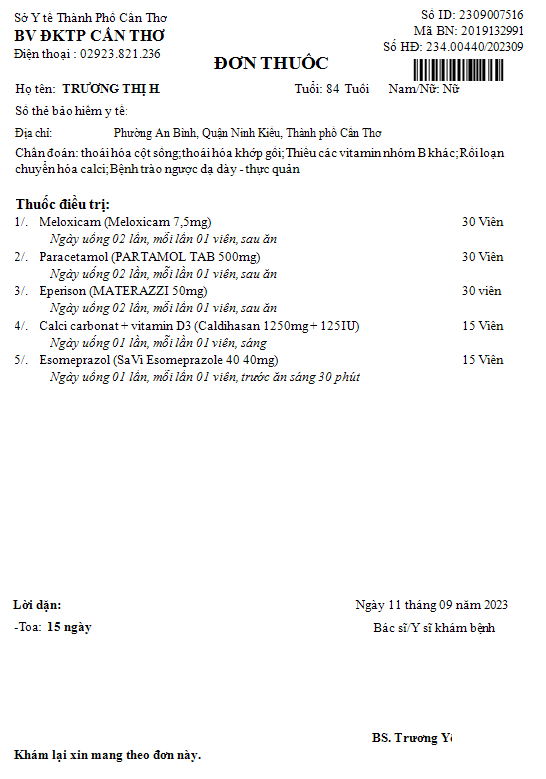 Sở Y tế Thành Phố Cần Thơ
Số ID: 2309007516
BV ĐKTP CẦN THƠ
Mã BN: 2019132991
Điện thoại : 02923.821.236
Số HĐ: 234.00440/202309
ĐƠN THUỐC
Họ tên: TRƯƠNG THỊ H
Tuổi: 84 Tuổi Nam/Nữ: Nữ
Số thẻ bảo hiểm y tế:
Địa chỉ: Phường An Bình, Quận Ninh Kiều, Thành phố Cần Thơ
Chẩn đoán: thoái hóa cột sống;thoái hóa khớp gối;Thiếu các vitamin nhóm B khác;Rối loạn
chuyển hóa calci;Bệnh trào ngược dạ dày - thực quản
Thuốc điều trị:
1/. Meloxicam (Meloxicam 7,5mg) 30 Viên
Ngày uống 02 lần, mỗi lần 01 viên, sau ăn
2/. Paracetamol (PARTAMOL TAB 500mg) 30 Viên
Ngày uống 02 lần, mỗi lần 01 viên, sau ăn
3/. Eperison (MATERAZZI 50mg) 30 viên
Ngày uống 02 lần, mỗi lần 01 viên, sau ăn
4/. Calci carbonat + vitamin D3 (Caldihasan 1250mg+ 125IU) 15 Viên
Ngày uống 01 lần, mỗi lần 01 viên, sáng
5/. Esomeprazol (SaVi Esomeprazole 40 40mg) 15 Viên
Ngày uống 01 lần, mỗi lần 01 viên, trước ăn sáng 30 phút
Lời dặn:
Ngày 11 tháng 09 năm 2023
-Toa: 15 ngày
Bác sĩ/Y sĩ khám bệnh
BS. Trương
Khám lại xin mang theo đơn này.